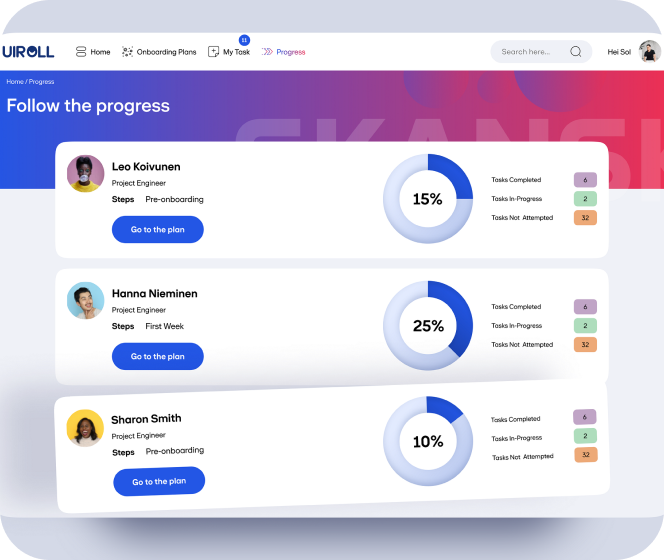 UIROLL
Home
Onboarding Plans
My Task
11
Progress
Search here...
Hei Sol
Home / Progress
Follow the progress
SKANSK
Leo Koivunen
Project Engineer
Steps Pre-onboarding
Go to the plan
15%
Tasks Completed 6
Tasks In-Progress 2
Tasks Not Attempted 32
Hanna Nieminen
Project Engineer
Steps First Week
Go to the plan
25%
Tasks Completed 6
Tasks In-Progress 2
Tasks Not Attempted 32
Sharon Smith
Project Engineer
Steps Pre-onboarding
Go to the plan
10%
Tasks Completed 6
Tasks In-Progress 2
Tasks Not Attempted 32